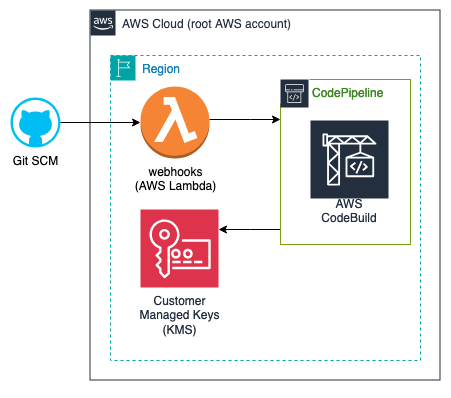 aws
AWS Cloud (root AWS account)
Region
CodePipeline
Git SCM
webhooks
(AWS Lambda)
AWS
CodeBuild
Customer
Managed Keys
(KMS)